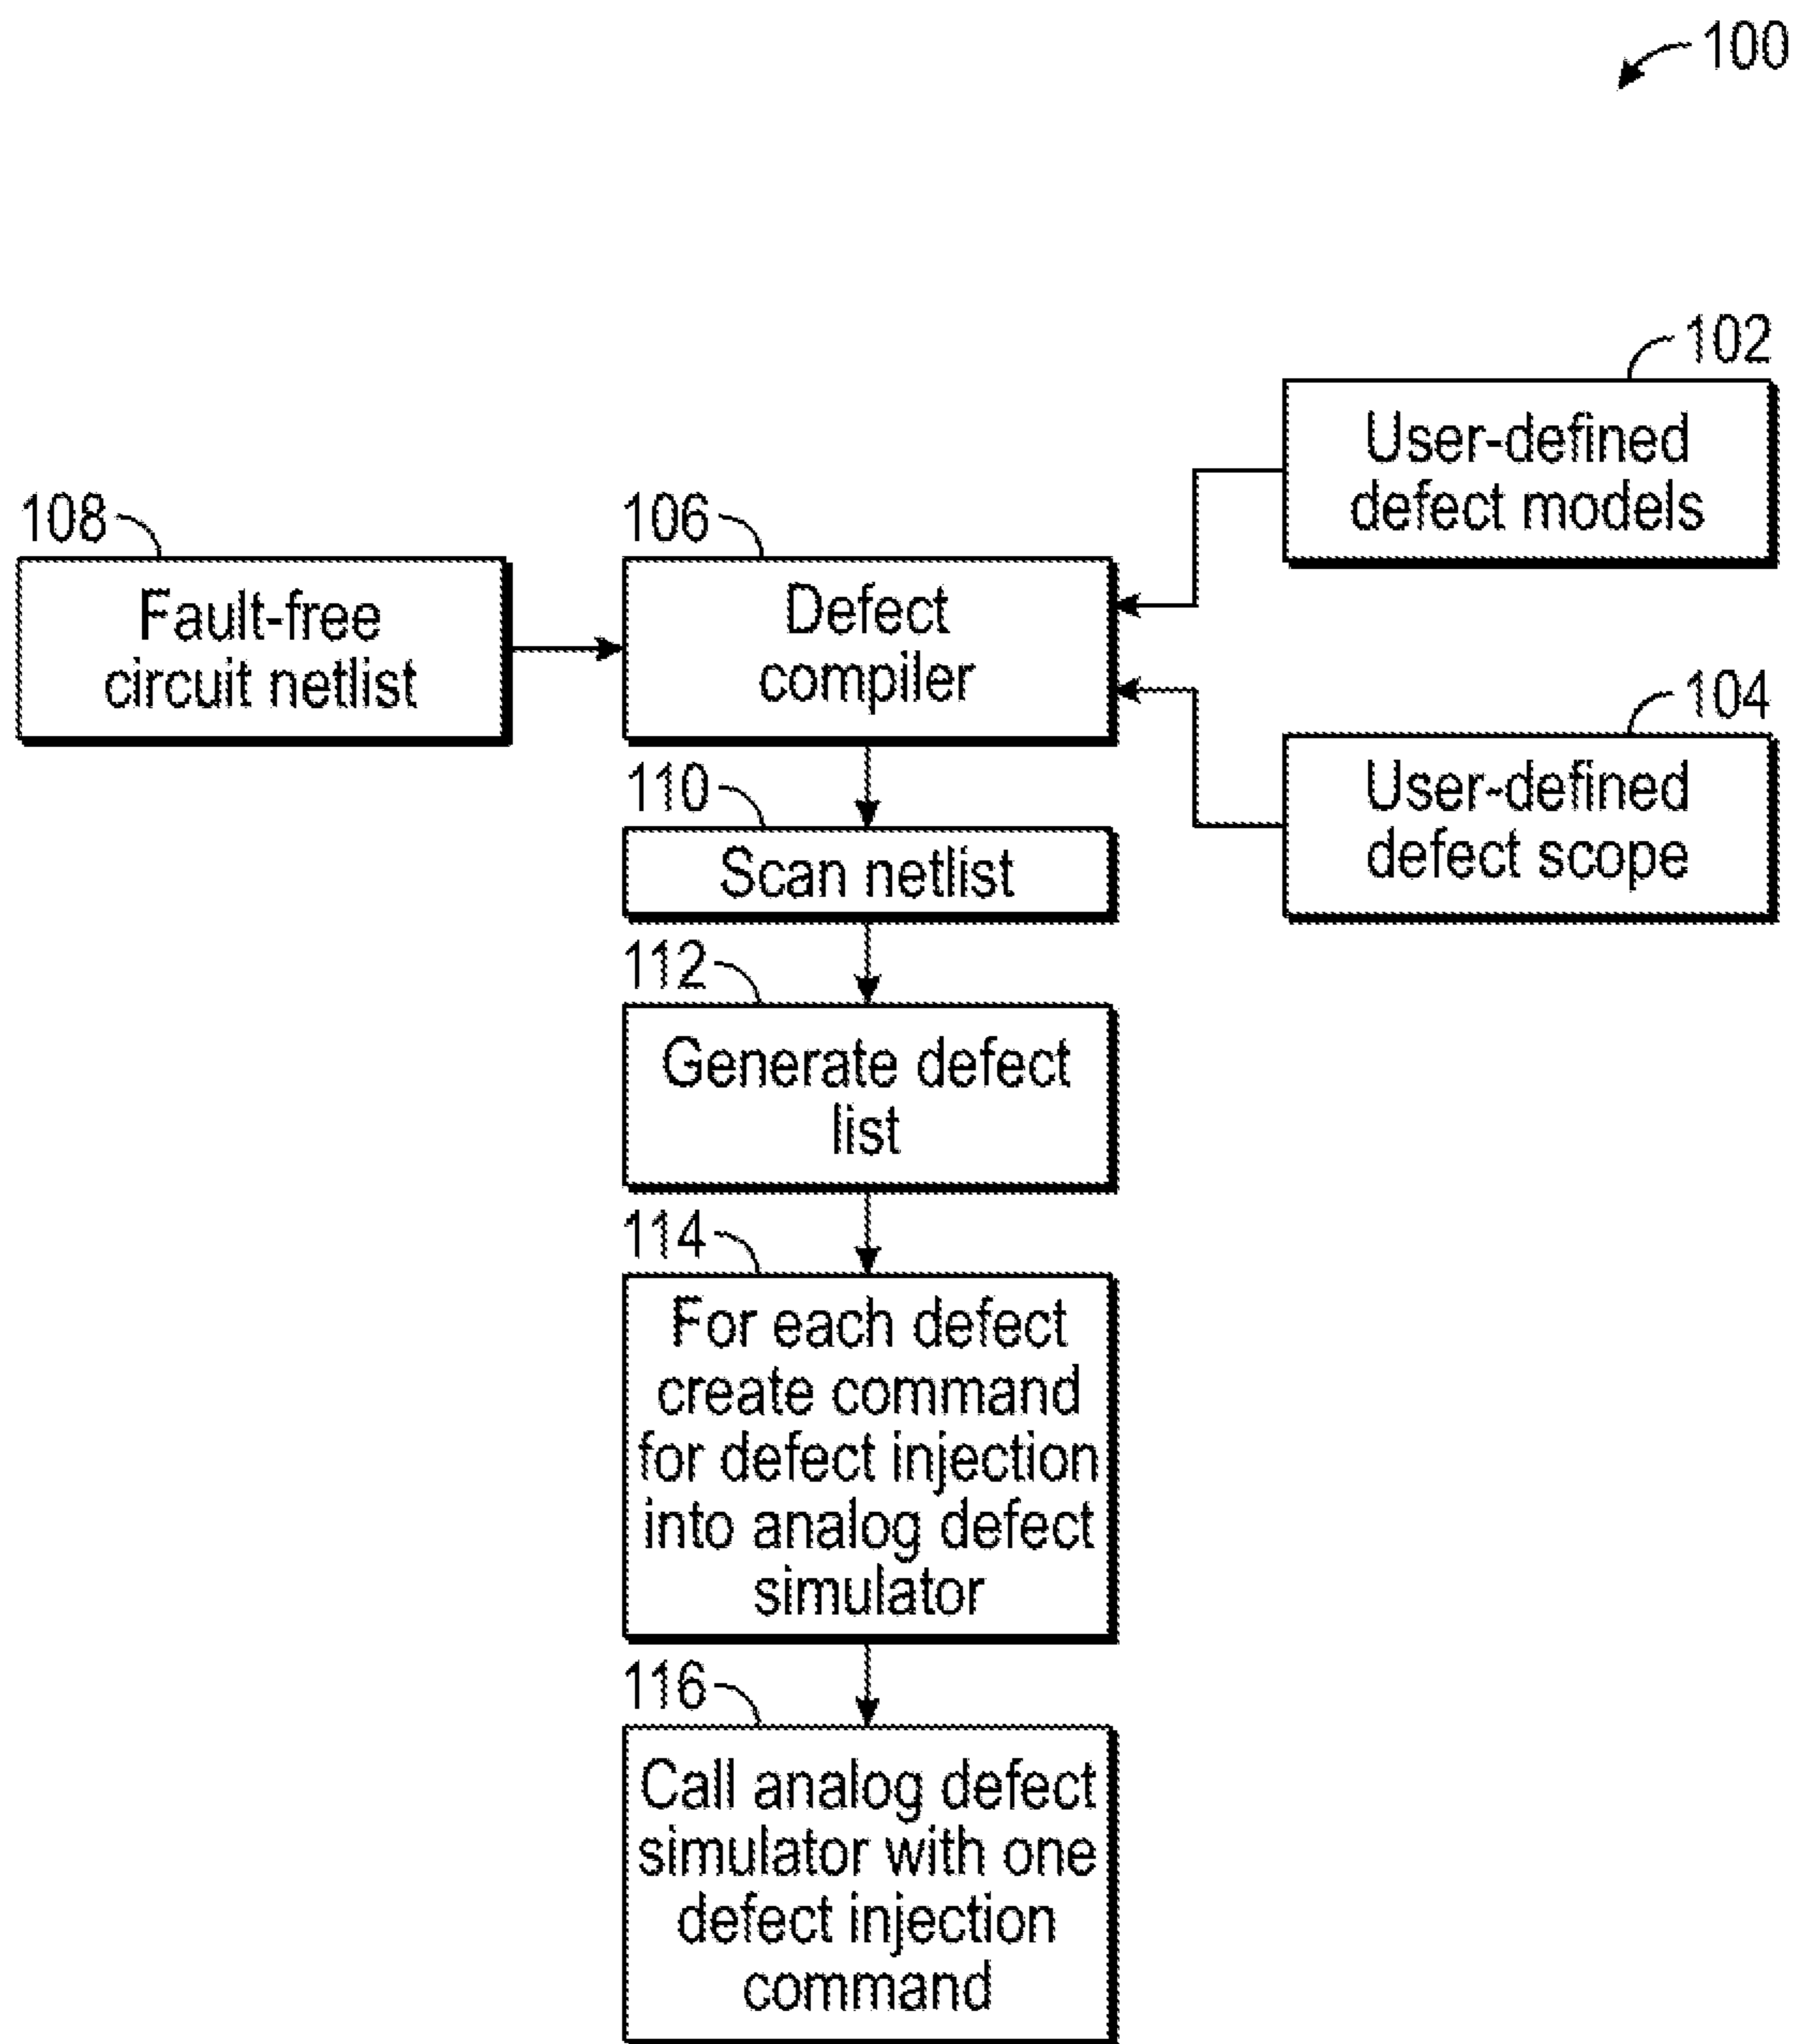 100
102
User-defined
defect models
108
106
Fault-free
circuit netlist
Defect
compiler
104
User-defined
defect scope
110
Scan netlist
112
Generate defect
list
114
For each defect
create command
for defect injection
into analog defect
simulator
116
Call analog defect
simulator with one
defect injection
command